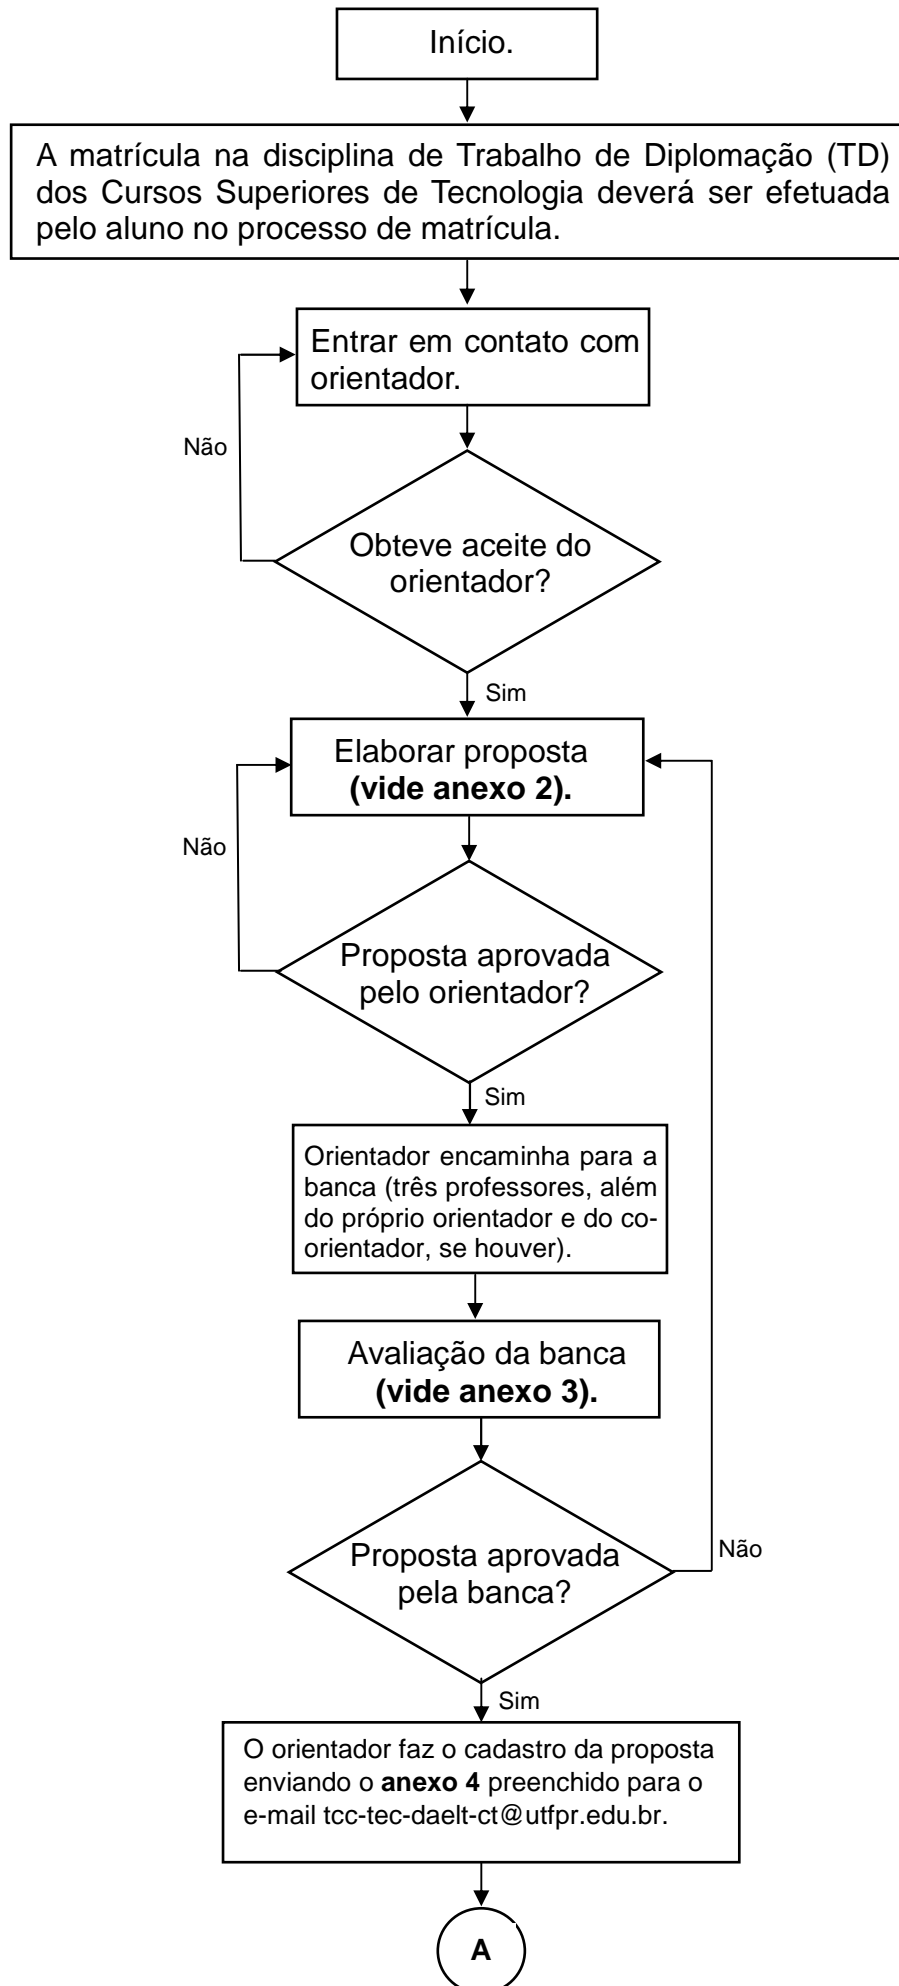 Início.
A matrícula na disciplina de Trabalho de Diplomação (TD)
dos Cursos Superiores de Tecnologia deverá ser efetuada
pelo aluno no processo de matrícula.
Entrar em contato com
orientador.
Não
Obteve aceite do
orientador?
Sim
Elaborar proposta
(vide anexo 2).
Não
Proposta aprovada
pelo orientador?
Sim
Orientador encaminha para a
banca (três professores, além
do próprio orientador e do co-
orientador, se houver).
Avaliação da banca
(vide anexo 3).
Não
Proposta aprovada
pela banca?
Sim
O orientador faz o cadastro da proposta
enviando o anexo 4 preenchido para o
e-mail tcc-tec-daelt-ct@utfpr.edu.br.
A